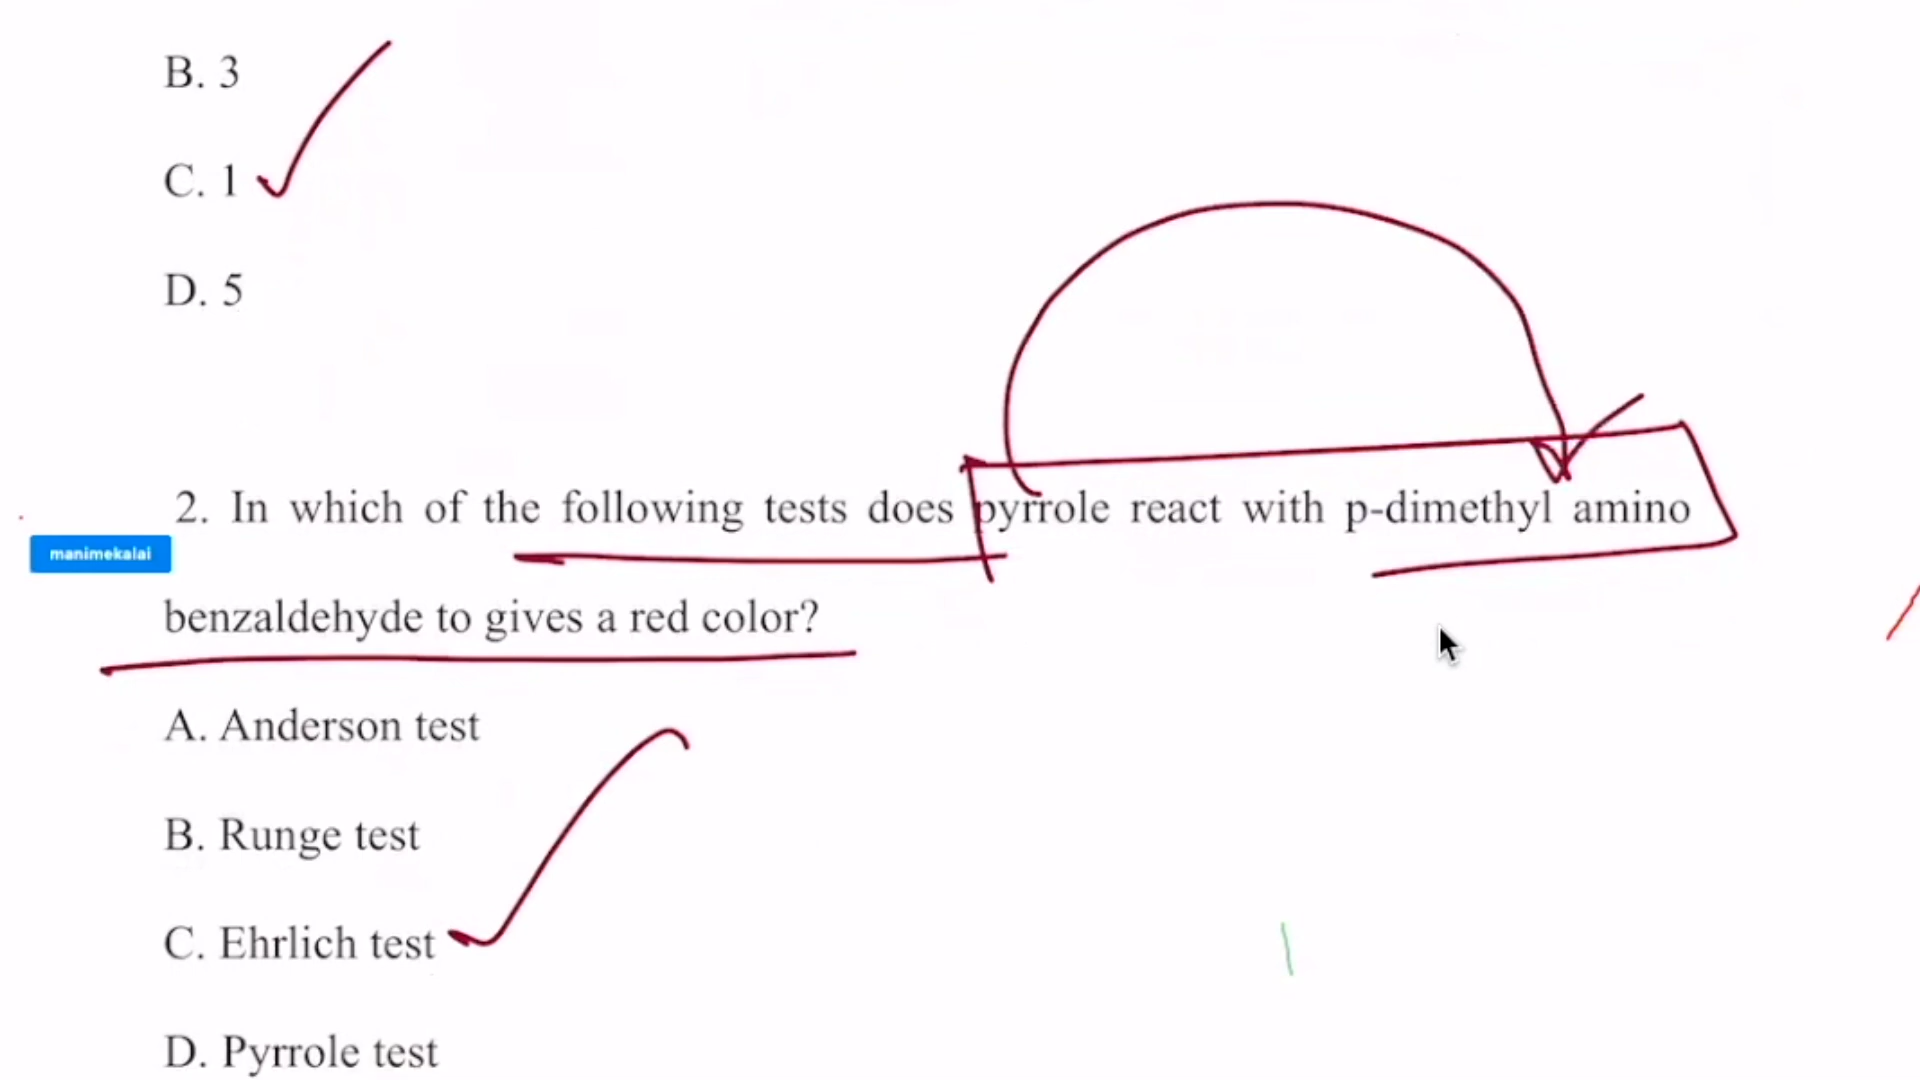 B. 3
C. 1
D. 5
2. In which of the following tests does pyrrole react with p-dimethyl amino
manimekalai
benzaldehyde to gives a red color?
A. Anderson test
B. Runge test
C. Ehrlich test
D. Pyrrole test